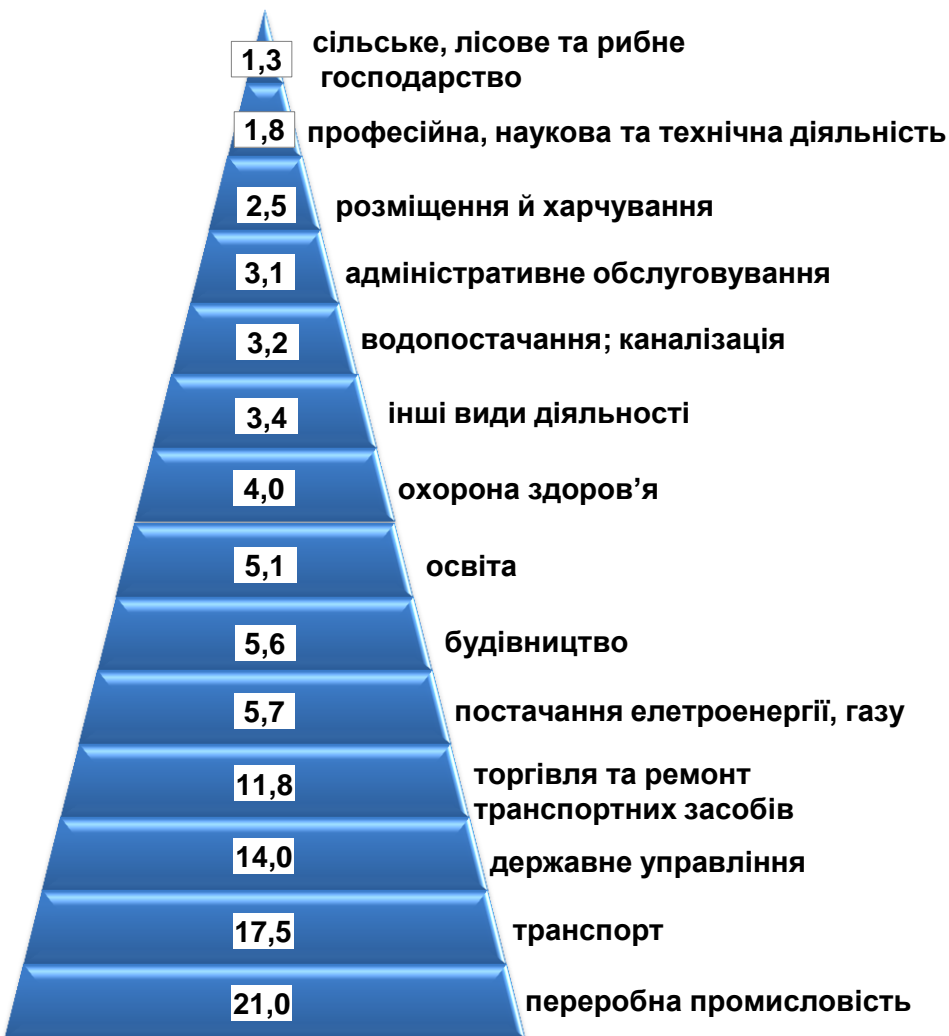 1,3 сільське, лісове та рибне
господарство
1,8 професійна, наукова та технічна діяльність
2,5 розміщення й харчування
3,1 адміністративне обслуговування
3,2 водопостачання; каналізація
3,4 інші види діяльності
4,0 охорона здоров’я
5,1 освіта
5,6 будівництво
5,7 постачання елетроенергії, газу
11,8 торгівля та ремонт
транспортних засобів
14,0 державне управління
17,5 транспорт
21,0 переробна промисловість